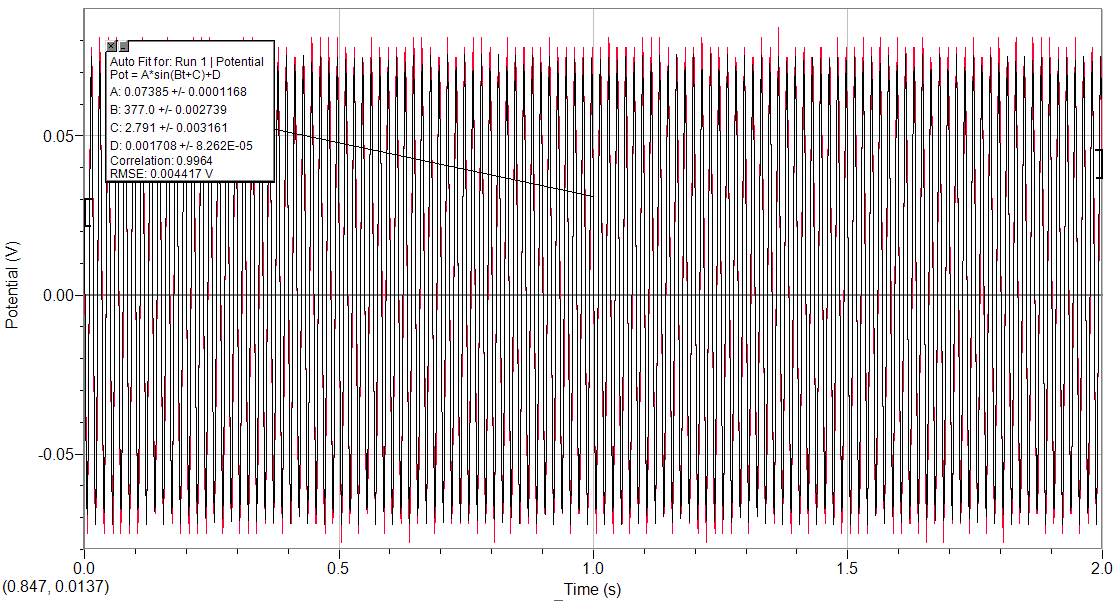 Auto Fit for: Run 1 | Potential
Pot = A*sin(Bt+C)+D
A: 0.07385 +/- 0.0001168
B: 377.0 +/- 0.002739
C: 2.791 +/- 0.003161
D: 0.001708 +/- 8.262E-05
Correlation: 0.9964
RMSE: 0.004417 V
0.05
0.00
-0.05
Potential (V)
0.0 0.5 1.0 1.5 2.0
(0.847, 0.0137)
Time (s)